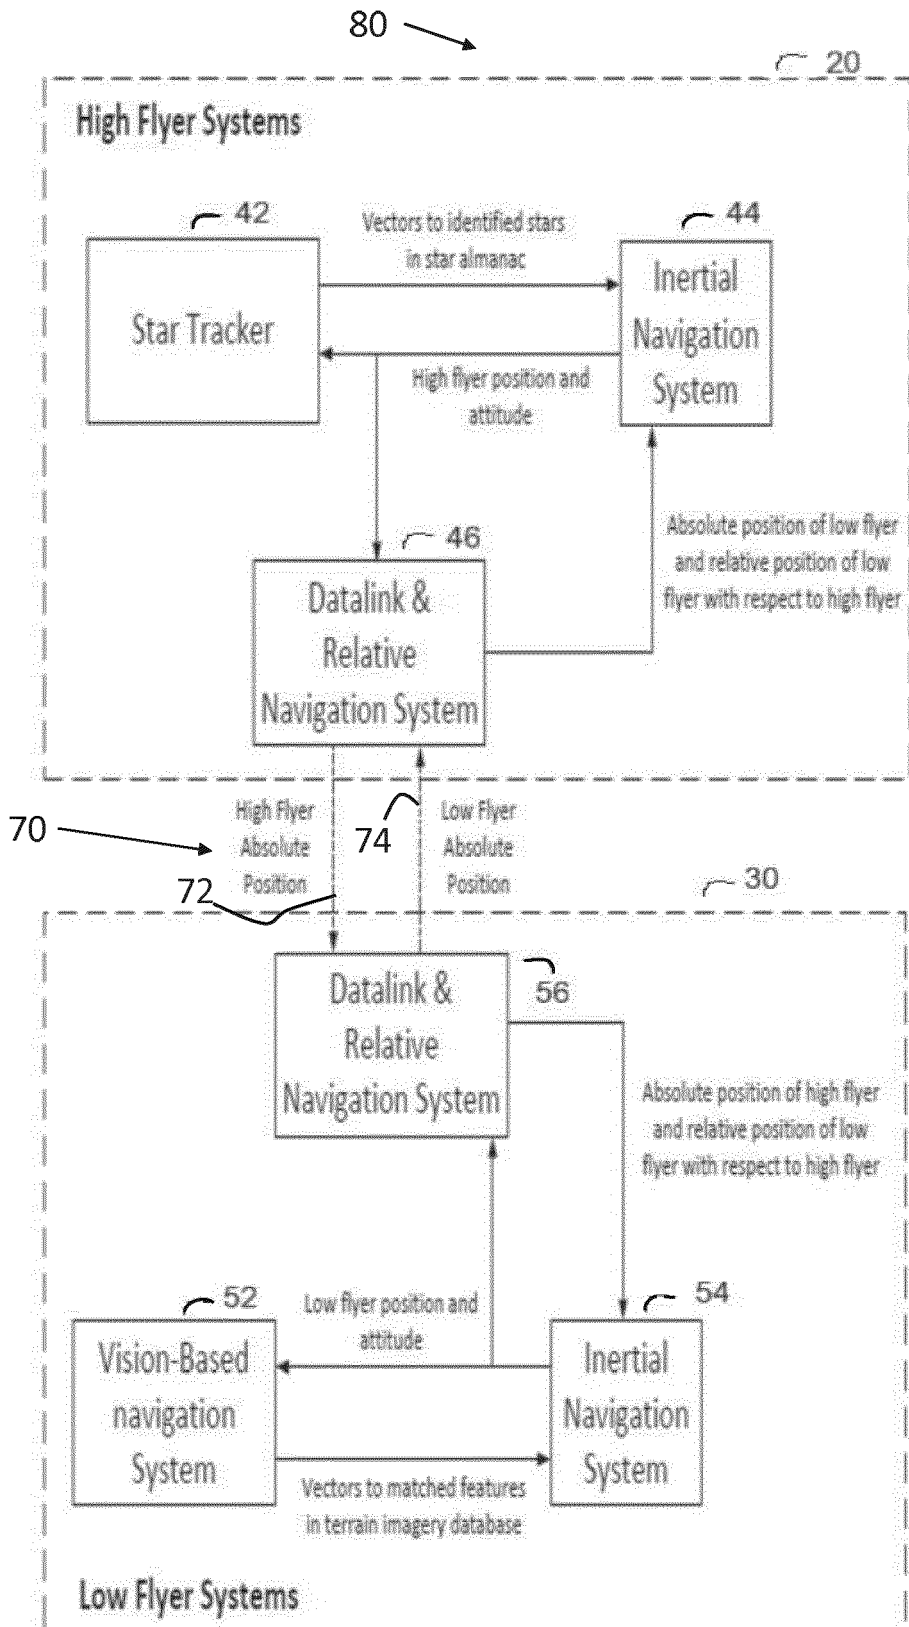 80
20
High Flyer Systems
42
Vectors to identified stars
in star almanac
44
Star Tracker
Inertial
Navigation
System
High flyer position and
attitude
46
Absolute position of low flyer
and relative position of low
flyer with respect to high flyer
Datalink &
Relative
Navigation System
70
High Flyer
Absolute
Position
72
74
Low Flyer
Absolute
Position
30
Datalink &
Relative
Navigation System
56
Absolute position of high flyer
and relative position of low
flyer with respect to high flyer
52
Low flyer position and
attitude
54
Vision-Based
navigation
System
Inertial
Navigation
System
Vectors to matched features
in terrain imagery database
Low Flyer Systems